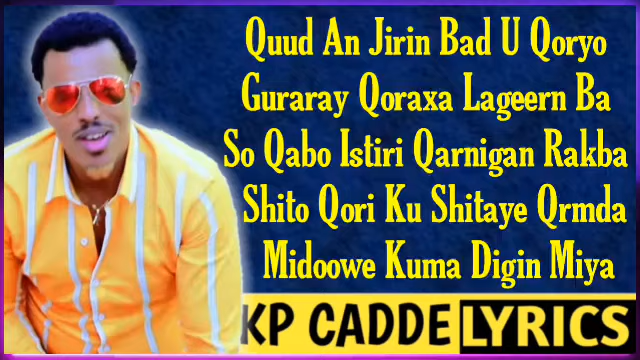 Quud An Jirin Bad U Qoryo
Guraray Qoraxa Lageern Ba
So Qabo Istiri Qarnigan Rakba
Shito Qori Ku Shitaye Qrmda
Midoowe Kuma Digin Miya
KP CADDE LYRICS